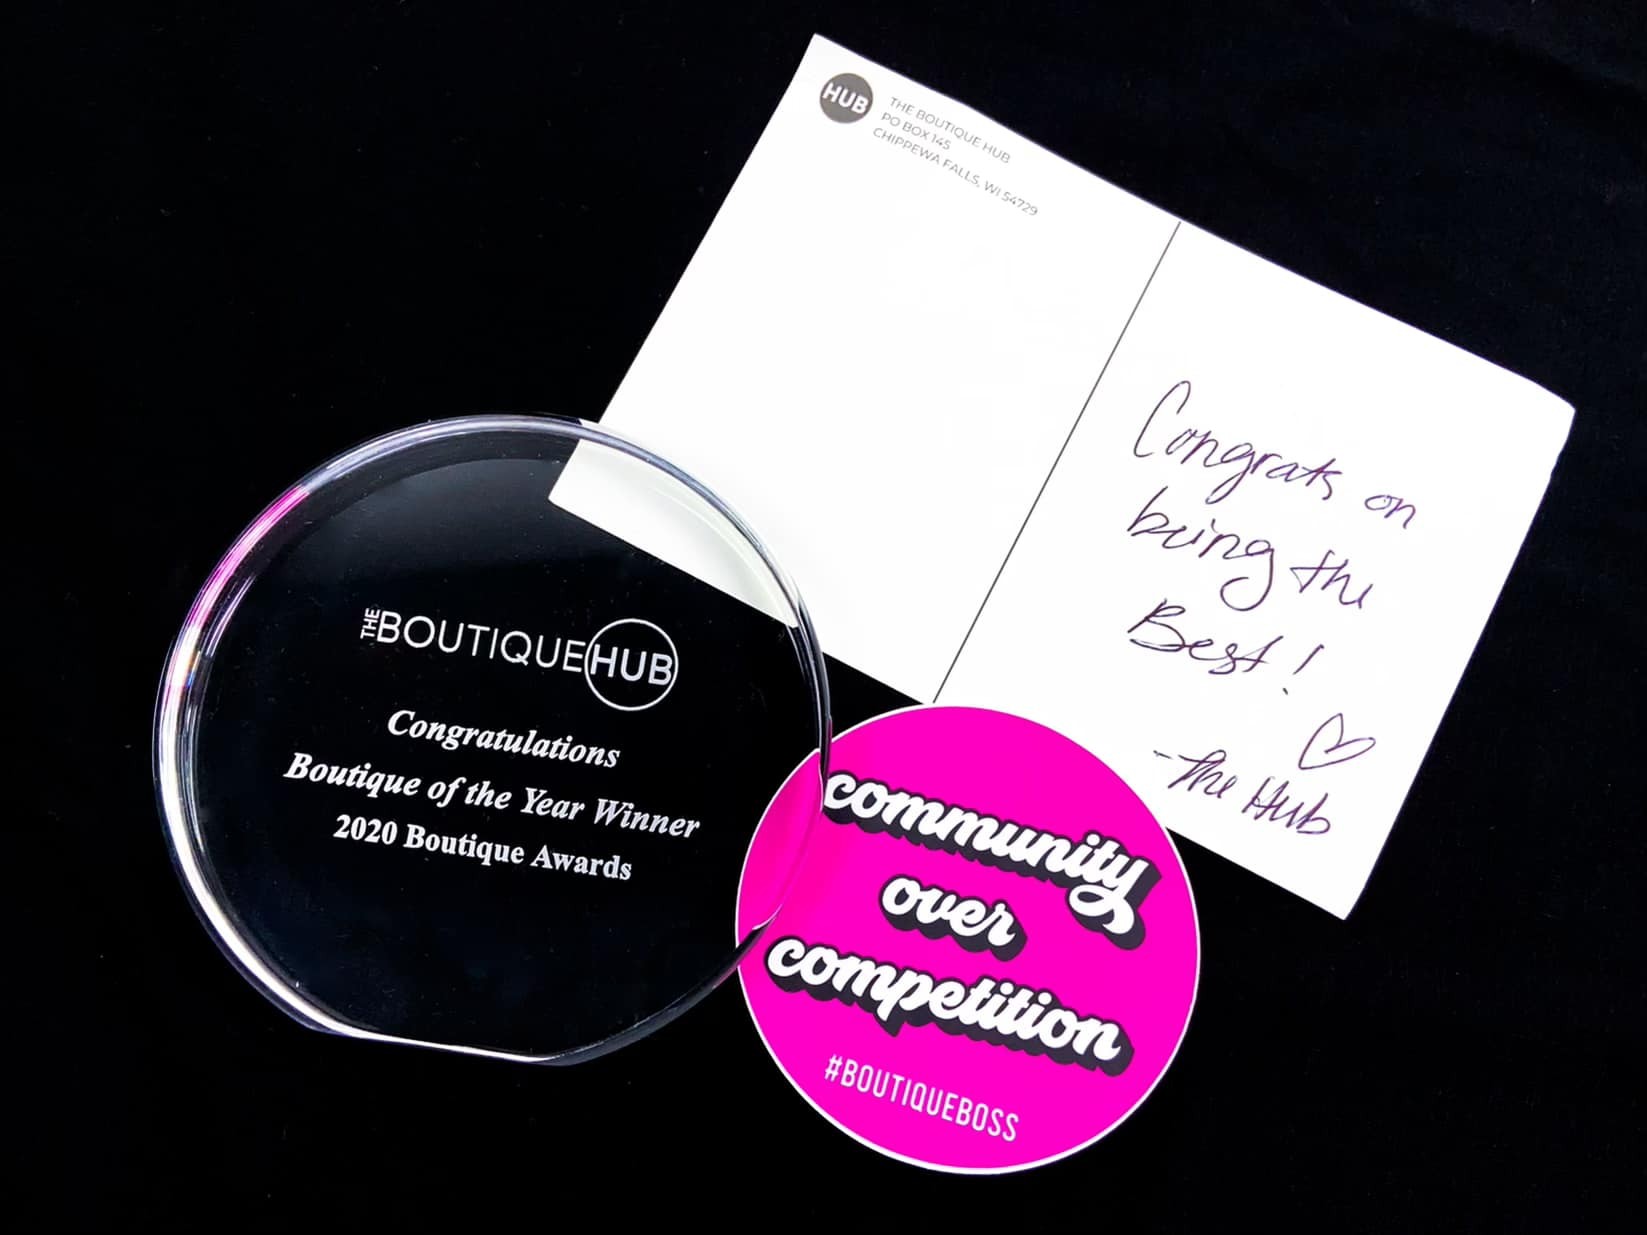 HUB
THE BOUTIQUE HUB
PO BOX 145
CHIPPEWA FALLS, WI 54729
Congrats on
being the
Best!
-The Hub
THE BOUTIQUE HUB
Congratulations
Boutique of the Year Winner
2020 Boutique Awards
community
over
competition
#BOUTIQUEBOSS